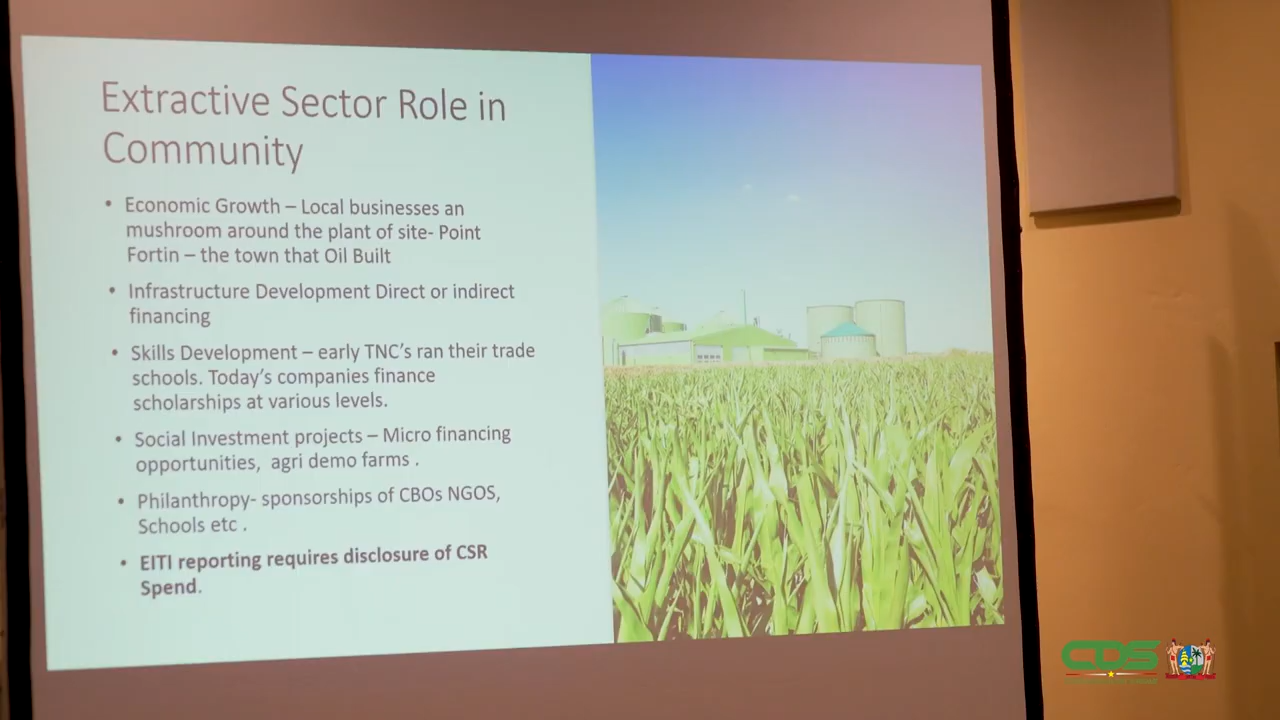 Extractive Sector Role in
Community
• Economic Growth – Local businesses an
mushroom around the plant of site- Point
Fortin – the town that Oil Built
• Infrastructure Development Direct or indirect
financing
• Skills Development – early TNC's ran their trade
schools. Today's companies finance
scholarships at various levels.
• Social Investment projects – Micro financing
opportunities, agri demo farms .
• Philanthropy- sponsorships of CBOs NGOS,
Schools etc .
• EITI reporting requires disclosure of CSR
Spend.
CDS